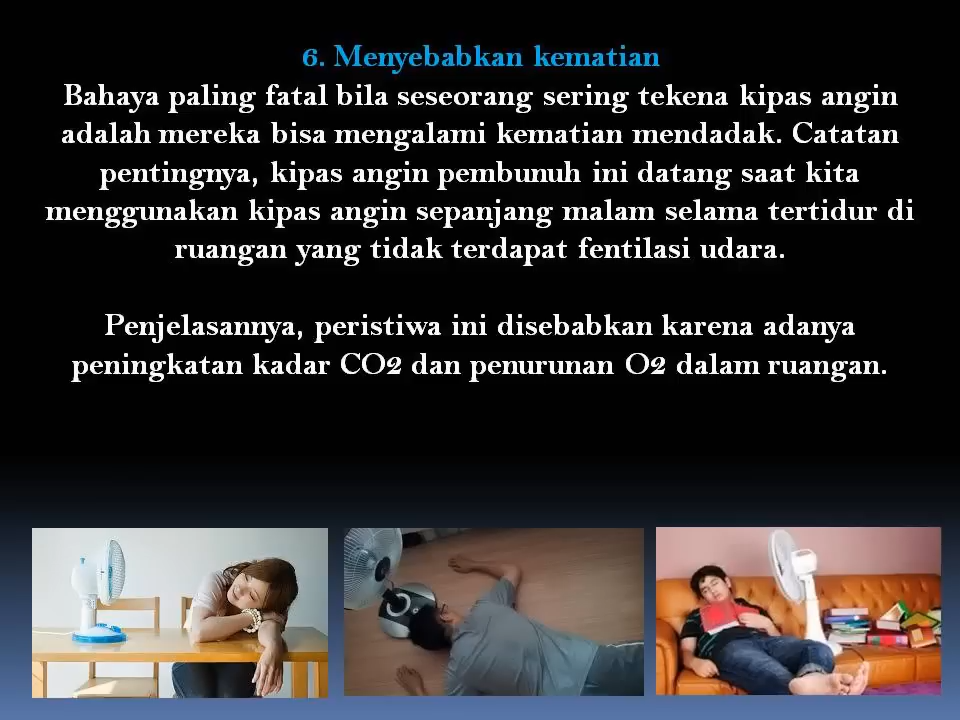 6. Menyebabkan kematian
Bahaya paling fatal bila seseorang sering tekena kipas angin
adalah mereka bisa mengalami kematian mendadak. Catatan
pentingnya, kipas angin pembunuh ini datang saat kita
menggunakan kipas angin sepanjang malam selama tertidur di
ruangan yang tidak terdapat fentilasi udara.
Penjelasannya, peristiwa ini disebabkan karena adanya
peningkatan kadar CO2 dan penurunan O2 dalam ruangan.